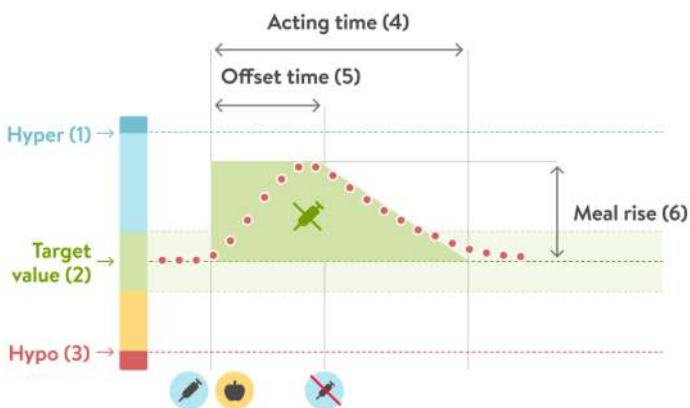 Acting time (4)
Offset time (5)
Hyper (1)
Meal rise (6)
Target
value (2)
Hypo (3)